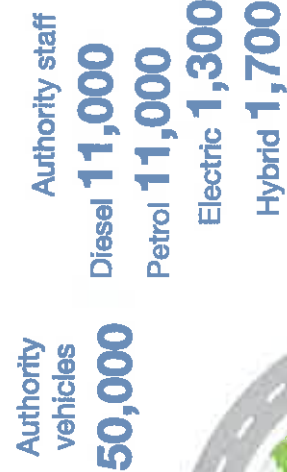 Authority
vehicles
50,000
Authority staff
Diesel 11,000
Petrol 11,000
Electric 1,300
Hybrid 1,700